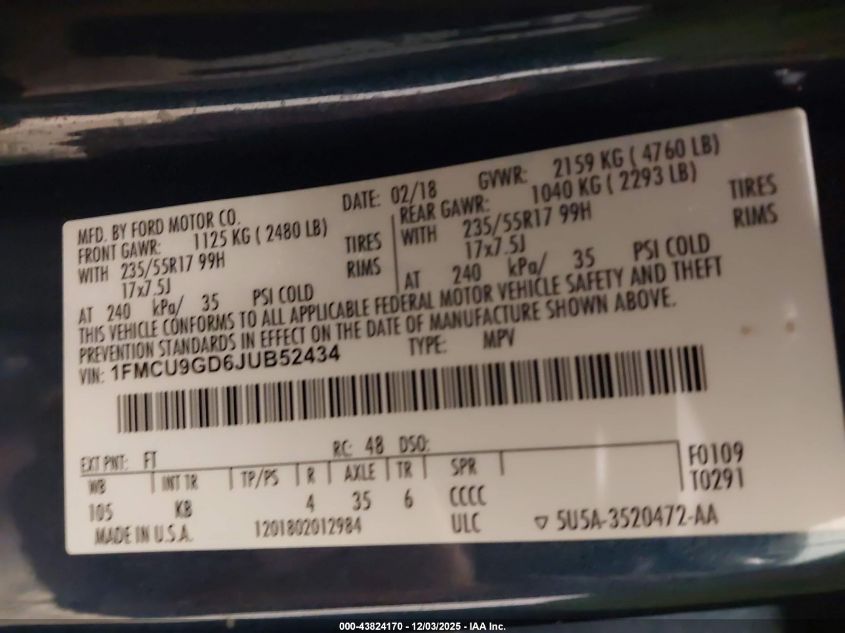 MFD. BY FORD MOTOR CO.
DATE: 02/18 GVWR: 2159 KG ( 4760 LB)
FRONT GAWR: 1125 KG ( 2480 LB)
WITH 235/55R17 99H TIRES
17x7.5J RIMS
AT 240 kPa/ 35 PSI COLD
REAR GAWR: 1040 KG ( 2293 LB)
WITH 235/55R17 99H TIRES
17x7.5J RIMS
AT 240 kPa/ 35 PSI COLD
THIS VEHICLE CONFORMS TO ALL APPLICABLE FEDERAL MOTOR VEHICLE SAFETY AND THEFT
PREVENTION STANDARDS IN EFFECT ON THE DATE OF MANUFACTURE SHOWN ABOVE.
VIN: 1FMCU9GD6JUB52434 TYPE: MPV
EXT PNT: FT RC: 48 DSO: F0109
WB INT TR TP/PS R AXLE TR SPR T0291
105 KB 4 35 6 CCCC
MADE IN U.S.A. 1201802012984 ULC ▽ 5U5A-3520472-AA
000-43824170 - 12/03/2025 - IAA Inc.